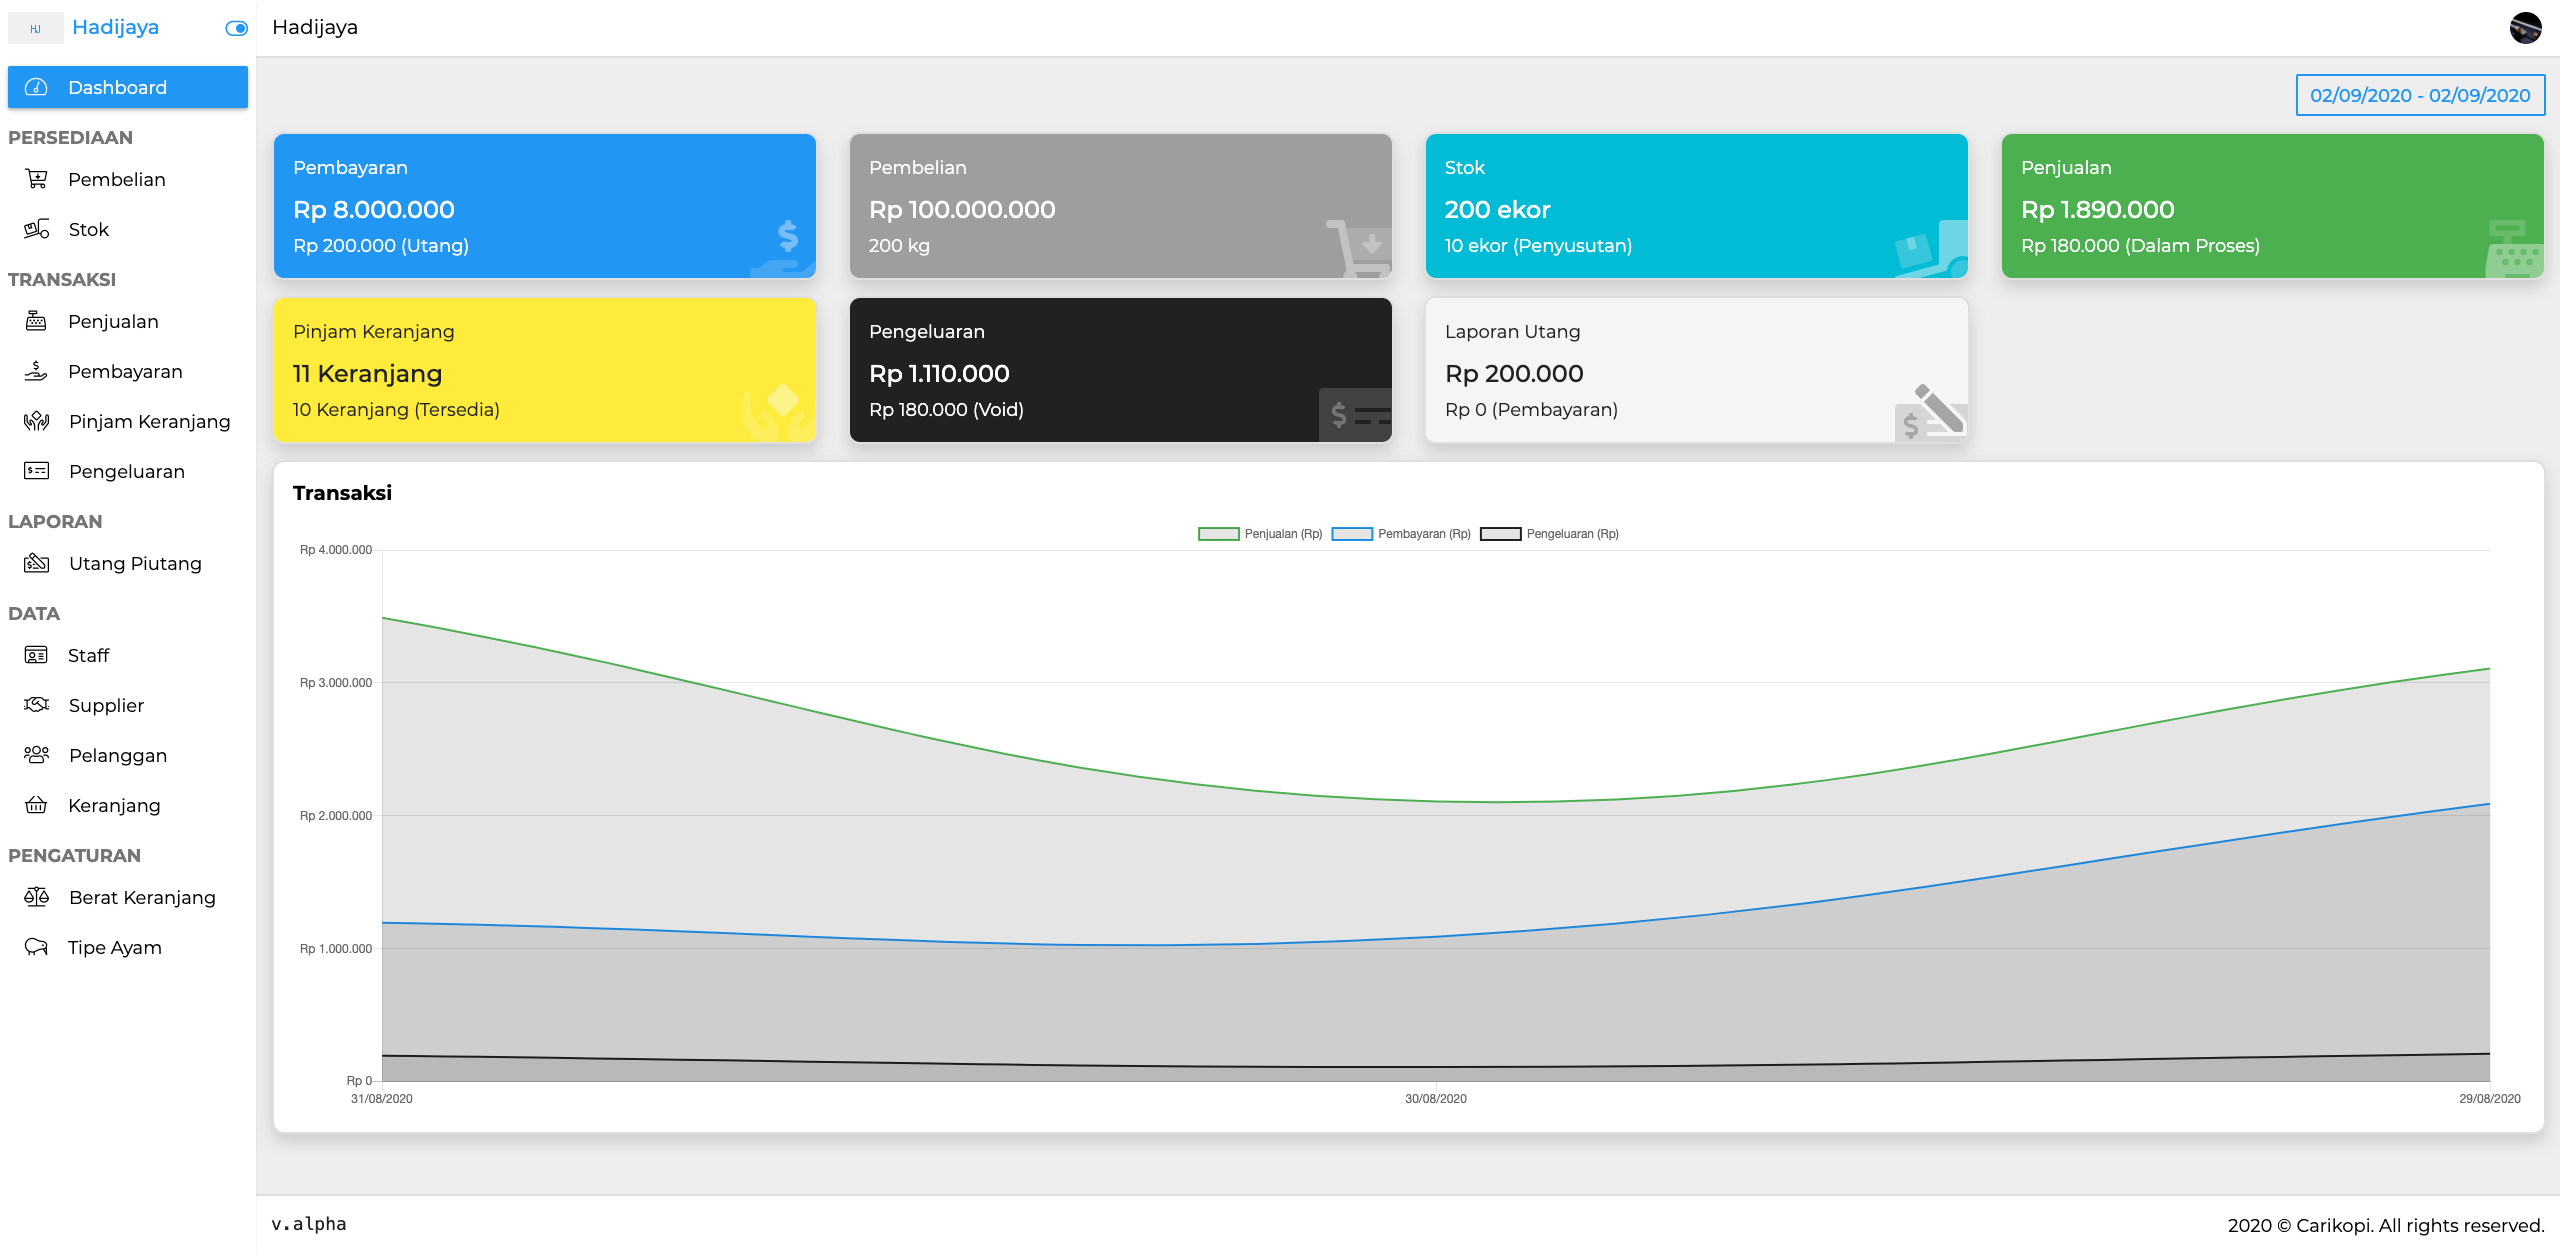 HJ Hadijaya
Dashboard
PERSEDIAAN
Pembelian
Stok
TRANSAKSI
Penjualan
Pembayaran
Pinjam Keranjang
Pengeluaran
LAPORAN
Utang Piutang
DATA
Staff
Supplier
Pelanggan
Keranjang
PENGATURAN
Berat Keranjang
Tipe Ayam
Hadijaya
02/09/2020 - 02/09/2020
Pembayaran
Rp 8.000.000
Rp 200.000 (Utang)
Pembelian
Rp 100.000.000
200 kg
Stok
200 ekor
10 ekor (Penyusutan)
Penjualan
Rp 1.890.000
Rp 180.000 (Dalam Proses)
Pinjam Keranjang
11 Keranjang
10 Keranjang (Tersedia)
Pengeluaran
Rp 1.110.000
Rp 180.000 (Void)
Laporan Utang
Rp 200.000
Rp 0 (Pembayaran)
Transaksi
Penjualan (Rp) Pembayaran (Rp) Pengeluaran (Rp)
Rp 4.000.000
Rp 3.000.000
Rp 2.000.000
Rp 1.000.000
Rp 0
31/08/2020 30/08/2020 29/08/2020
v.alpha
2020 © Carikopi. All rights reserved.